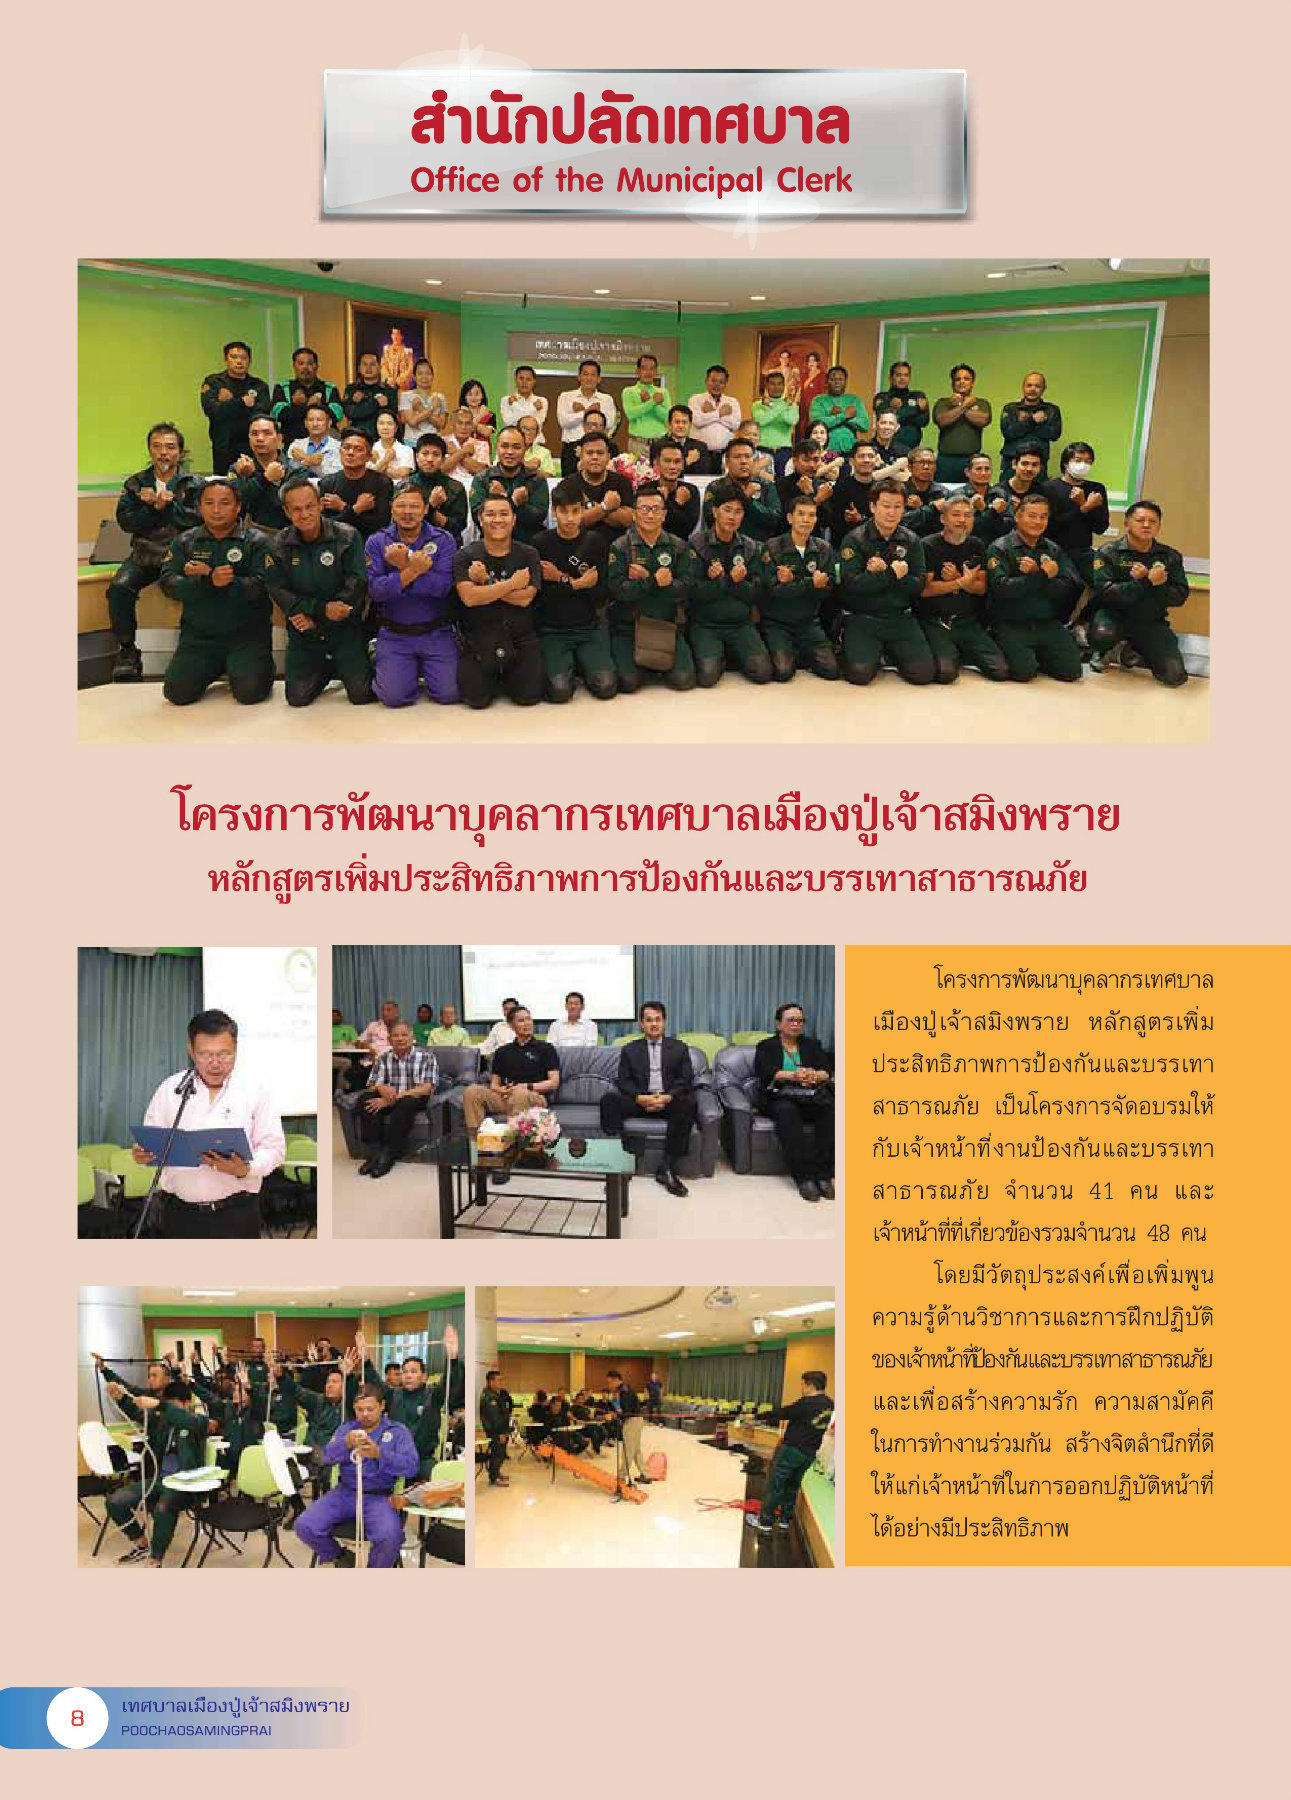 สำนักปลัดเทศบาล
Office of the Municipal Clerk
เทศบาลเมืองปู่เจ้าสมิงพราย
โครงการพัฒนาบุคลากรเทศบาลเมืองปู่เจ้าสมิงพราย
หลักสูตรเพิ่มประสิทธิภาพการป้องกันและบรรเทาสาธารณภัย
โครงการพัฒนาบุคลากรเทศบาล
เมืองปู่เจ้าสมิงพราย หลักสูตรเพิ่ม
ประสิทธิภาพการป้องกันและบรรเทา
สาธารณภัย เป็นโครงการจัดอบรมให้
กับเจ้าหน้าที่งานป้องกันและบรรเทา
สาธารณภัย จำนวน 41 คน และ
เจ้าหน้าที่ที่เกี่ยวข้องรวมจำนวน 48 คน
โดยมีวัตถุประสงค์เพื่อเพิ่มพูน
ความรู้ด้านวิชาการและการฝึกปฏิบัติ
ของเจ้าหน้าที่ป้องกันและบรรเทาสาธารณภัย
และเพื่อสร้างความรัก ความสามัคคี
ในการทำงานร่วมกัน สร้างจิตสำนึกที่ดี
ให้แก่เจ้าหน้าที่ในการออกปฏิบัติหน้าที่
ได้อย่างมีประสิทธิภาพ
8
เทศบาลเมืองปู่เจ้าสมิงพราย
POOCHAOSAMINGPRAI